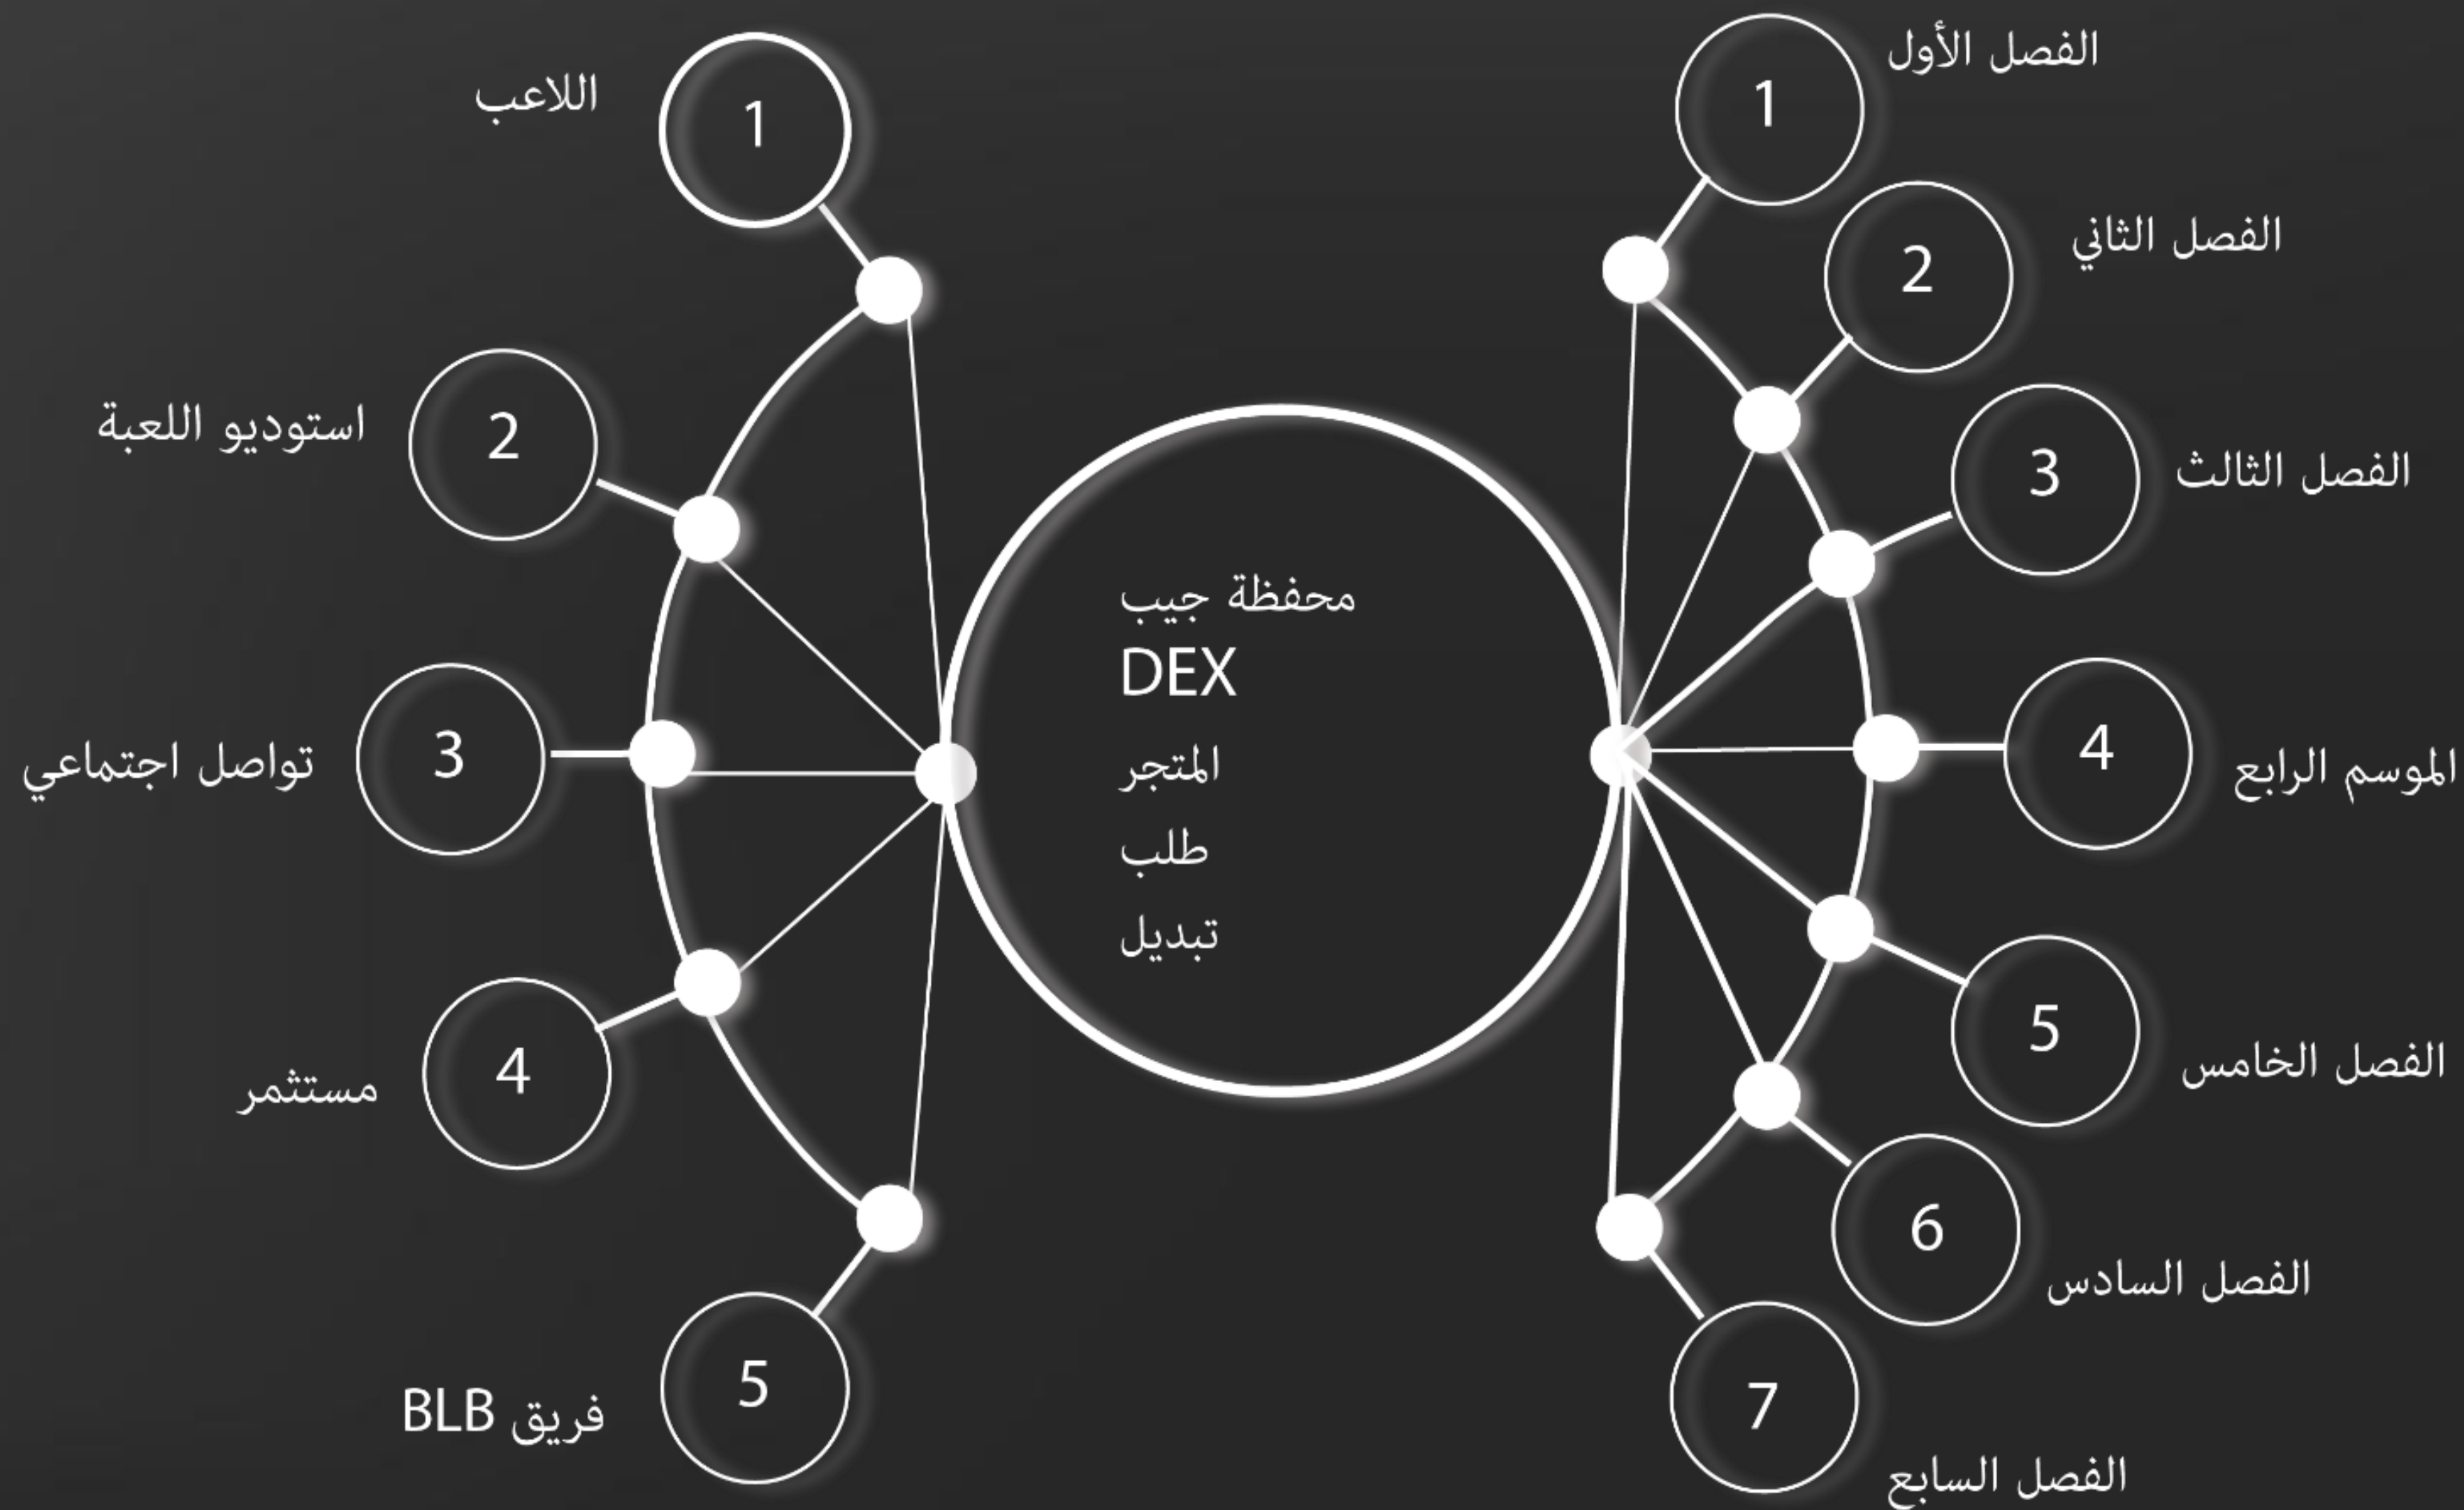 1
اللاعب
2
استوديو اللعبة
3
تواصل اجتماعي
4
مستثمر
5
فريق BLB
محفظة جيب
DEX
المتجر
طلب
تبديل
1
الفصل الأول
2
الفصل الثاني
3
الفصل الثالث
4
الموسم الرابع
5
الفصل الخامس
6
الفصل السادس
7
الفصل السابع